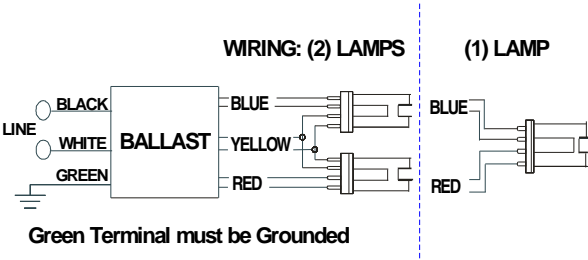 WIRING: (2) LAMPS
(1) LAMP
BLACK
LINE
WHITE
GREEN
BALLAST
BLUE
YELLOW
RED
BLUE
RED
Green Terminal must be Grounded